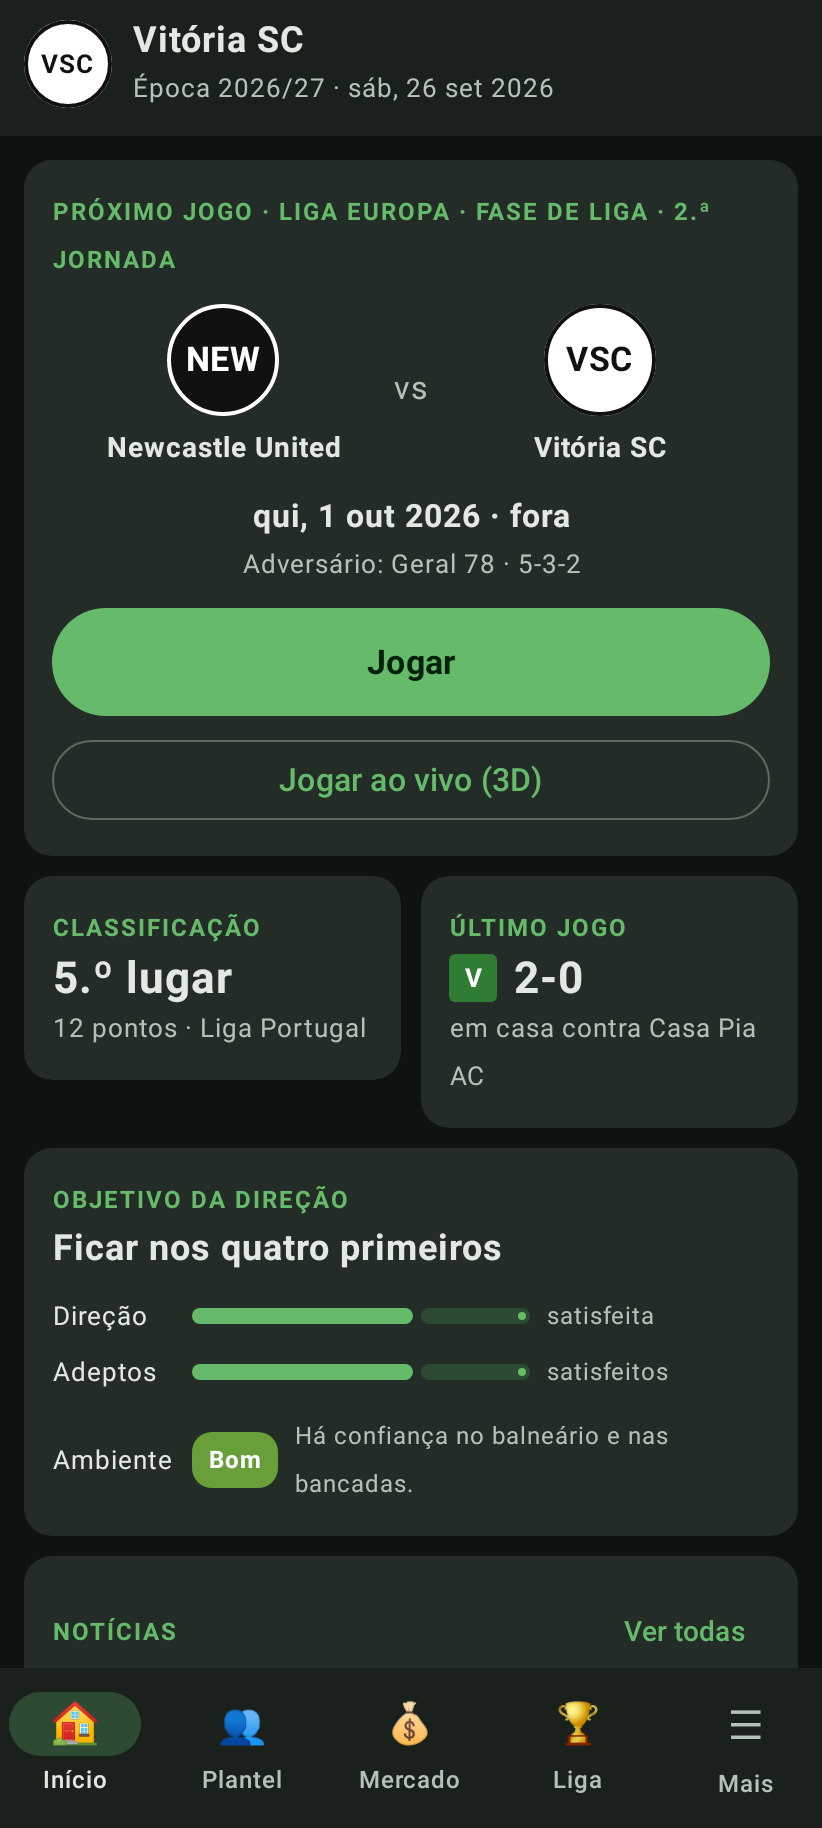 VSC
Vitória SC
Época 2026/27 · sáb, 26 set 2026
PRÓXIMO JOGO · LIGA EUROPA · FASE DE LIGA · 2.ª
JORNADA
NEW
vs
VSC
Newcastle United
Vitória SC
qui, 1 out 2026 · fora
Adversário: Geral 78 · 5-3-2
Jogar
Jogar ao vivo (3D)
CLASSIFICAÇÃO
5.º lugar
12 pontos · Liga Portugal
ÚLTIMO JOGO
V 2-0
em casa contra Casa Pia
AC
OBJETIVO DA DIREÇÃO
Ficar nos quatro primeiros
Direção satisfeita
Adeptos satisfeitos
Ambiente Bom Há confiança no balneário e nas
bancadas.
NOTÍCIAS Ver todas
Início Plantel Mercado Liga Mais